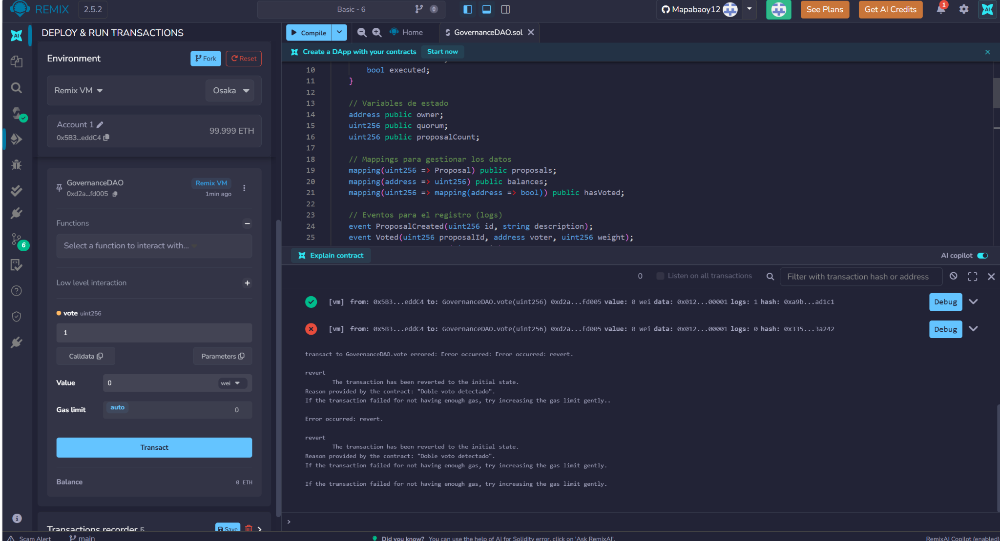 REMIX 2.5.2
Basic - 6
Mapabaoy12
See Plans
Get AI Credits
1
AI
AI
DEPLOY & RUN TRANSACTIONS
Environment
Fork
Reset
Remix VM
Osaka
Account 1
0x5B3...eddC4
99.999 ETH
GovernanceDAO
0xd2a...fd005
Remix VM
1min ago
Functions
Select a function to interact with...
Low level interaction
vote uint256
1
Calldata
Parameters
Value
0
wei
Gas limit
auto
0
Transact
Balance
0 ETH
Transactions recorder 5
Save
6
Compile
Home
GovernanceDAO.sol
Create a DApp with your contracts
Start now
10 bool executed;
11 }
12
13 // Variables de estado
14 address public owner;
15 uint256 public quorum;
16 uint256 public proposalCount;
17
18 // Mappings para gestionar los datos
19 mapping(uint256 => Proposal) public proposals;
20 mapping(address => uint256) public balances;
21 mapping(uint256 => mapping(address => bool)) public hasVoted;
22
23 // Eventos para el registro (logs)
24 event ProposalCreated(uint256 id, string description);
25 event Voted(uint256 proposalId, address voter, uint256 weight);
Explain contract
AI copilot
0
Listen on all transactions
Filter with transaction hash or address
[vm] from: 0x5B3...eddC4 to: GovernanceDAO.vote(uint256) 0xd2a...fd005 value: 0 wei data: 0x012...00001 logs: 1 hash: 0xa9b...ad1c1
Debug
[vm] from: 0x5B3...eddC4 to: GovernanceDAO.vote(uint256) 0xd2a...fd005 value: 0 wei data: 0x012...00001 logs: 0 hash: 0x335...3a242
Debug
transact to GovernanceDAO.vote errored: Error occurred: Error occurred: revert.
revert
The transaction has been reverted to the initial state.
Reason provided by the contract: "Doble voto detectado".
If the transaction failed for not having enough gas, try increasing the gas limit gently..
Error occurred: revert.
revert
The transaction has been reverted to the initial state.
Reason provided by the contract: "Doble voto detectado".
If the transaction failed for not having enough gas, try increasing the gas limit gently.
If the transaction failed for not having enough gas, try increasing the gas limit gently.
>
Scam Alert
main
Did you know? You can use the help of AI for Solidity error, click on 'Ask RemixAI'.
RemixAI Copilot (enabled)